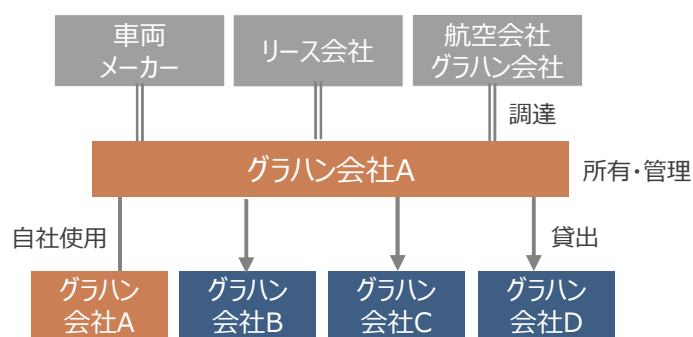 車両
メーカー
リース会社
航空会社
グラハン会社
調達
グラハン会社A
所有・管理
自社使用
貸出
グラハン
会社A
グラハン
会社B
グラハン
会社C
グラハン
会社D